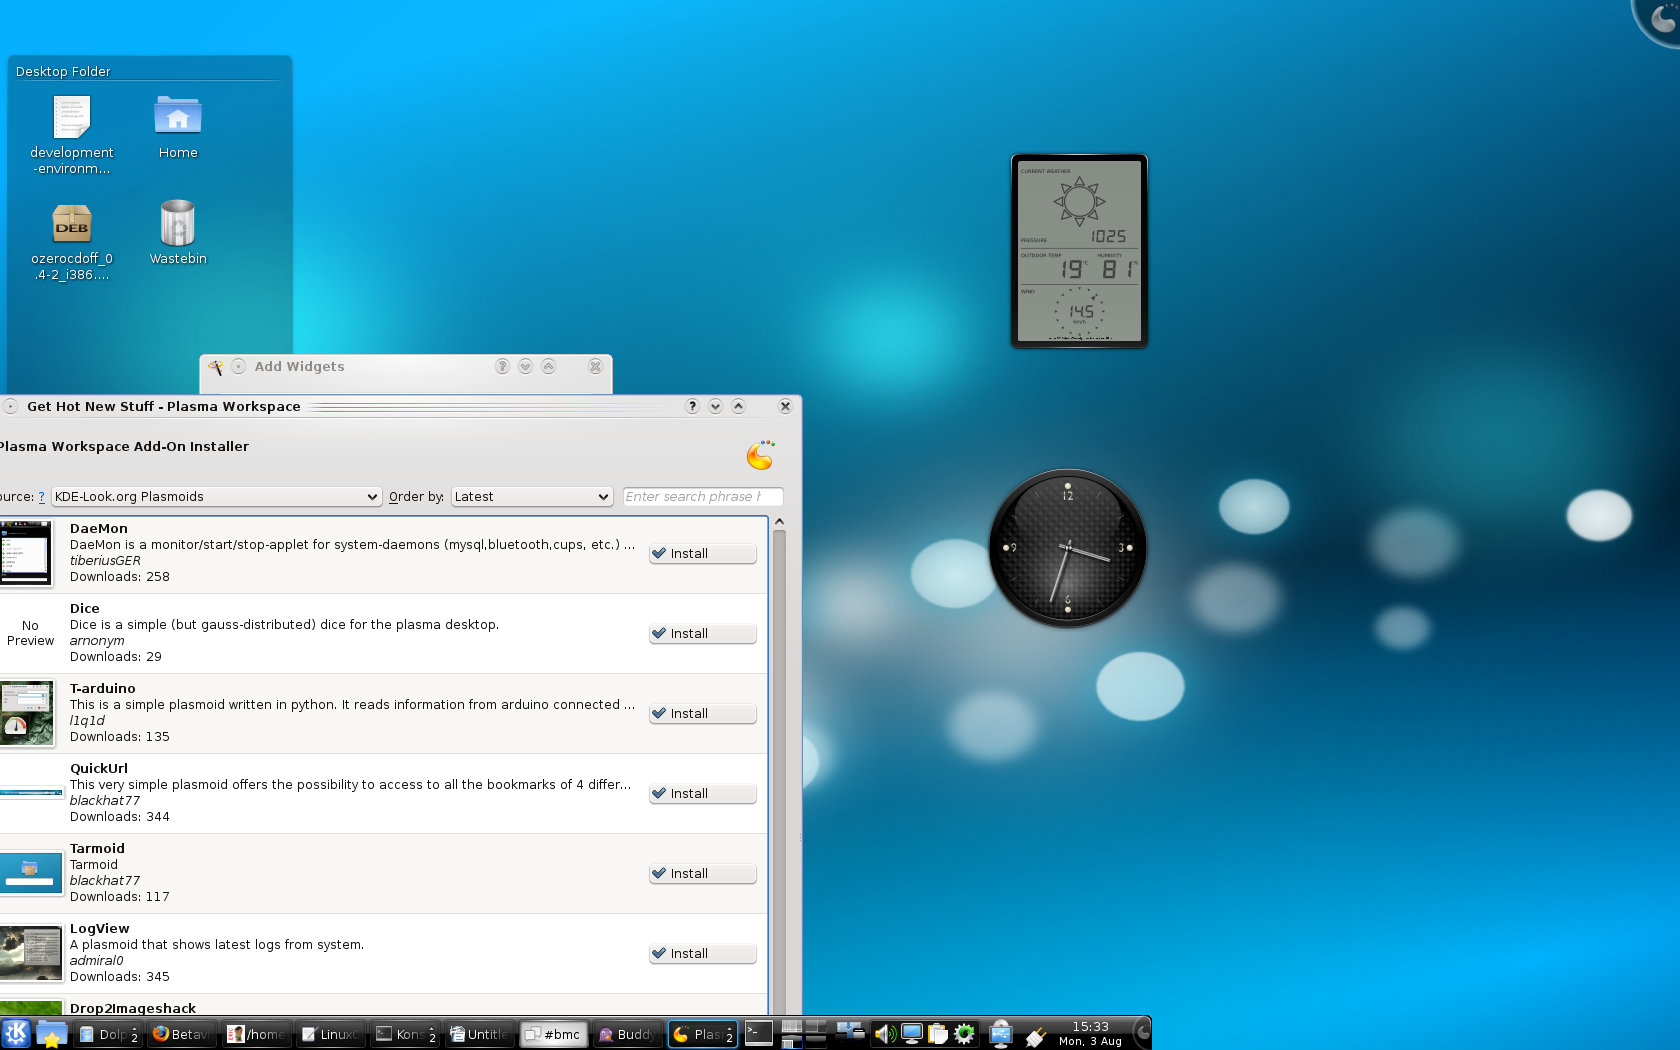 Desktop Folder
development
-environm...
Home
DEB
ozerocdoff_0
.4-2_i386....
Wastebin
CURRENT WEATHER
PRESSURE
1025
OUTDOOR TEMP
HUMIDITY
19°C
81%
WIND
14.5
km/h
12
3
6
9
Add Widgets
Get Hot New Stuff - Plasma Workspace
Plasma Workspace Add-On Installer
ource: ?
KDE-Look.org Plasmoids
Order by:
Latest
Enter search phrase h
DaeMon
DaeMon is a monitor/start/stop-applet for system-daemons (mysql,bluetooth,cups, etc.) ...
tiberiusGER
Downloads: 258
Install
No
Preview
Dice
Dice is a simple (but gauss-distributed) dice for the plasma desktop.
arnonym
Downloads: 29
Install
T-arduino
This is a simple plasmoid written in python. It reads information from arduino connected ...
l1q1d
Downloads: 135
Install
QuickUrl
This very simple plasmoid offers the possibility to access to all the bookmarks of 4 differ...
blackhat77
Downloads: 344
Install
Tarmoid
Tarmoid
blackhat77
Downloads: 117
Install
LogView
A plasmoid that shows latest logs from system.
admiral0
Downloads: 345
Install
Drop2Imageshack
Dolp 2
Betav
/home
LinuxC
Kons 2
Untitle
#bmc
Buddy
Plas 2
15:33
Mon, 3 Aug